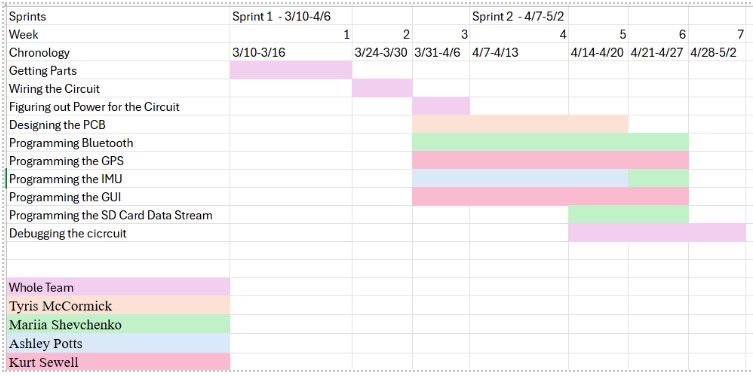 Sprints Sprint 1 - 3/10-4/6 Sprint 2 - 4/7-5/2
Week 1 2 3 4 5 6 7
Chronology 3/10-3/16 3/24-3/30 3/31-4/6 4/7-4/13 4/14-4/20 4/21-4/27 4/28-5/2
Getting Parts
Wiring the Circuit
Figuring out Power for the Circuit
Designing the PCB
Programming Bluetooth
Programming the GPS
Programming the IMU
Programming the GUI
Programming the SD Card Data Stream
Debugging the cicrcuit
Whole Team
Tyris McCormick
Mariia Shevchenko
Ashley Potts
Kurt Sewell